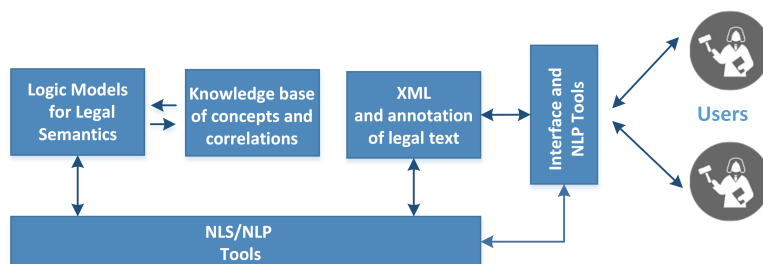 Logic Models
for Legal
Semantics
Knowledge base
of concepts and
correlations
XML
and annotation
of legal text
Interface and
NLP Tools
Users
NLS/NLP
Tools